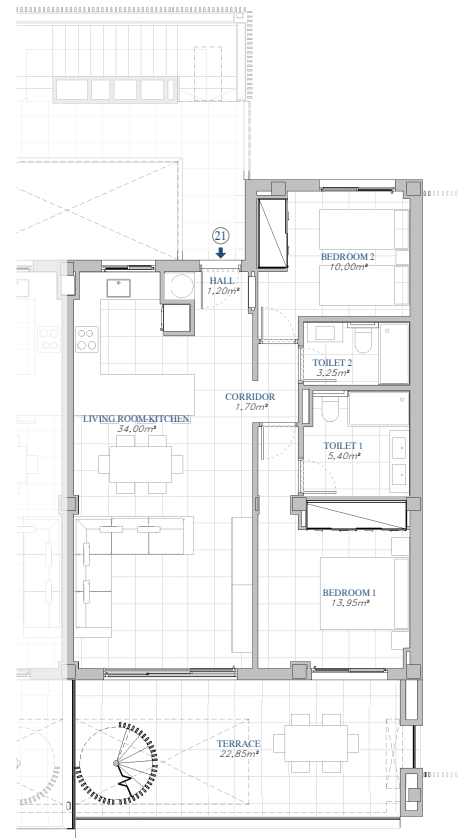 21
HALL
1.20m²
BEDROOM 2
10.00m²
TOILET 2
3.25m²
CORRIDOR
1.70m²
LIVING ROOM-KITCHEN
34.00m²
TOILET 1
5.40m²
BEDROOM 1
13.95m²
TERRACE
22.85m²